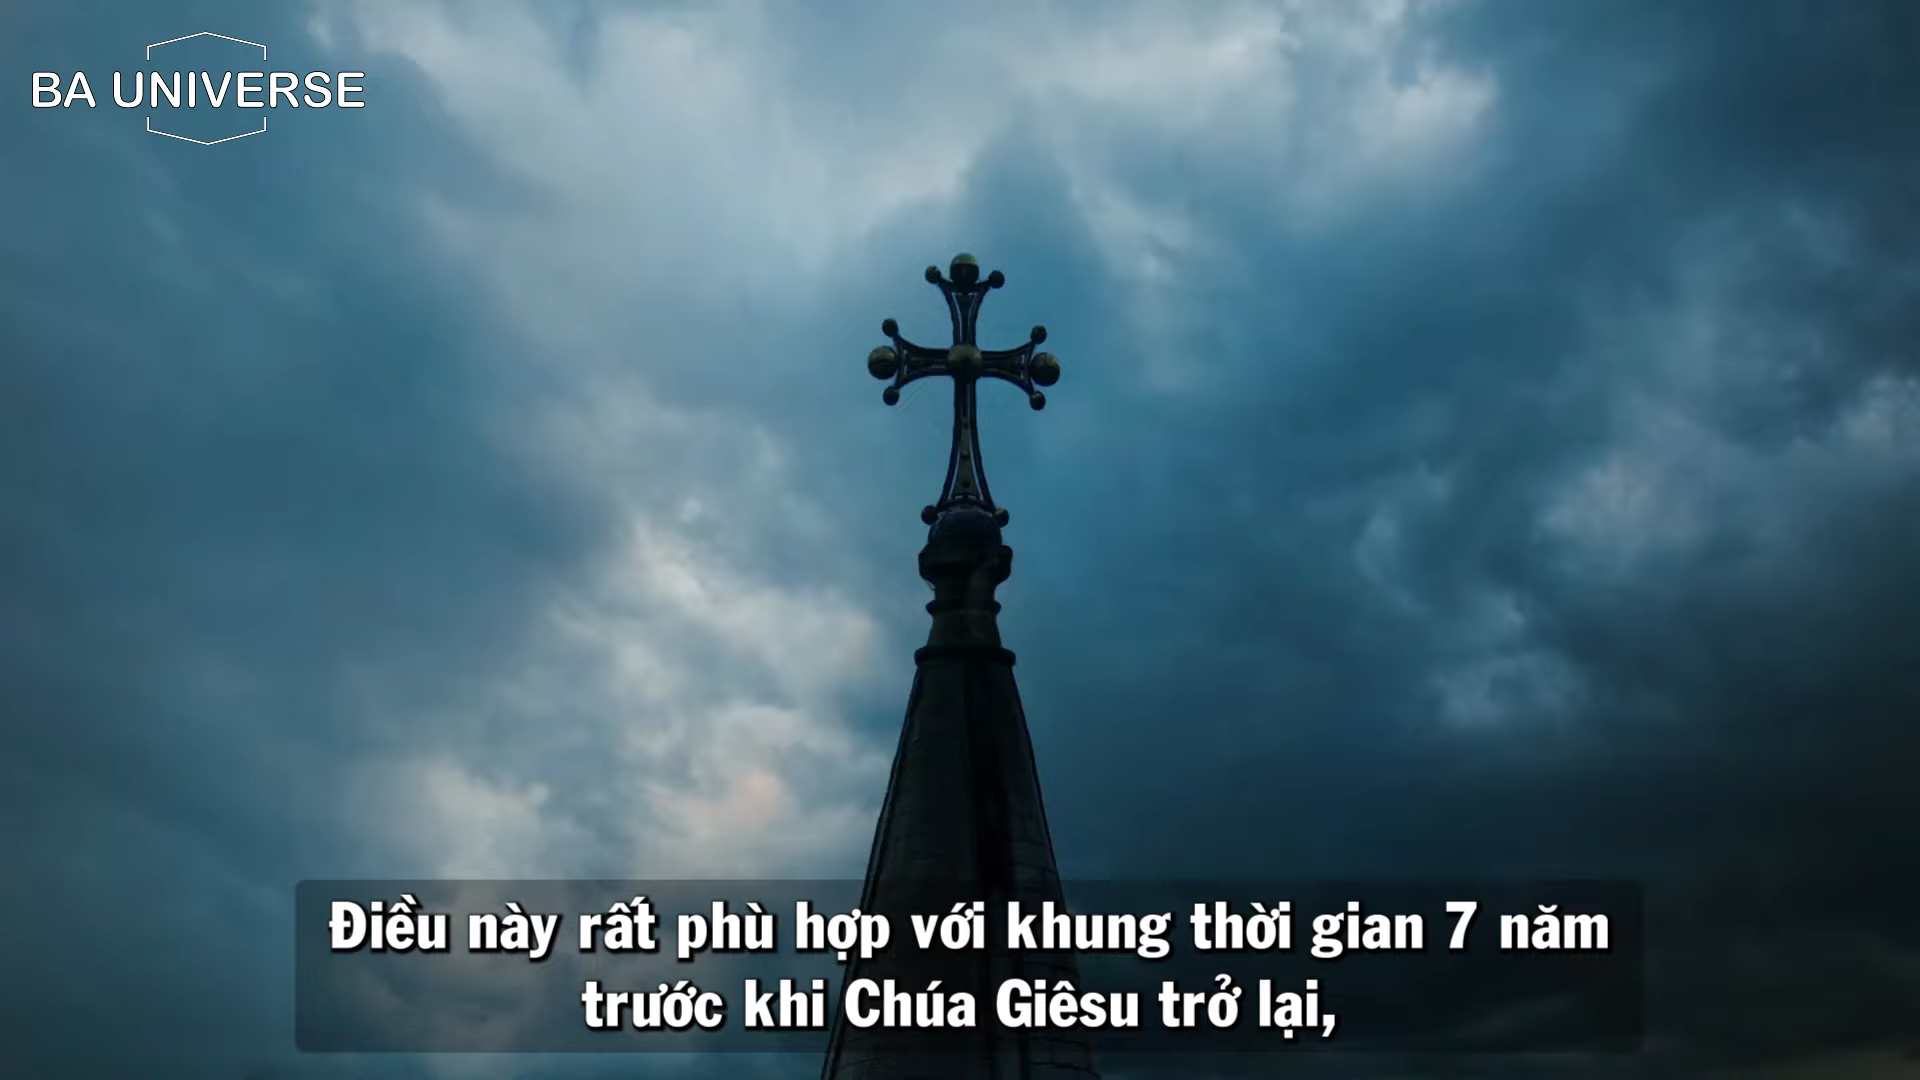 BA UNIVERSE
Điều này rất phù hợp với khung thời gian 7 năm
trước khi Chúa Giêsu trở lại,